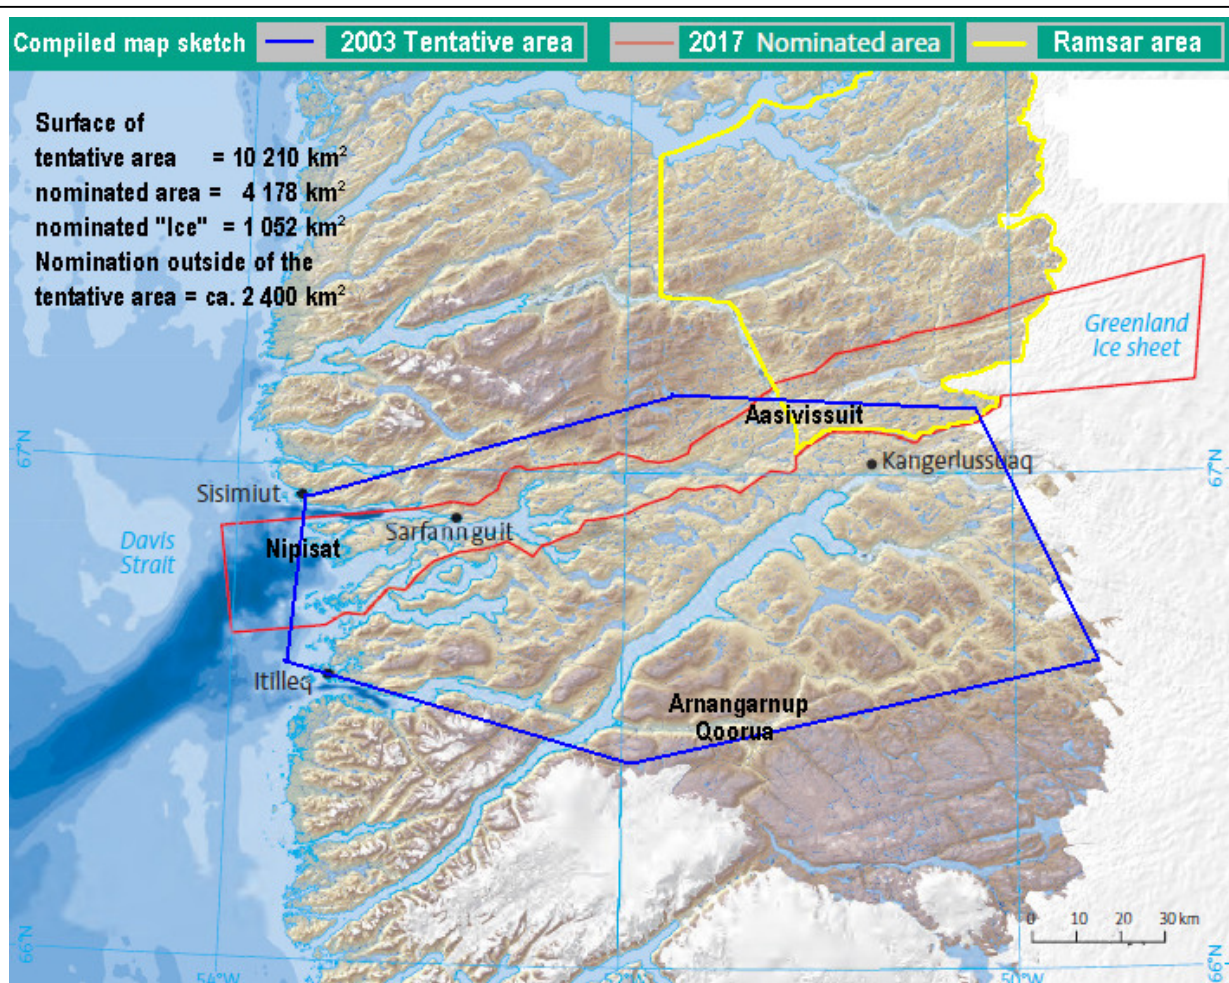 Compiled map sketch 2003 Tentative area 2017 Nominated area Ramsar area
Surface of
tentative area = 10 210 km²
nominated area = 4 178 km²
nominated "Ice" = 1 052 km²
Nomination outside of the
tentative area = ca. 2 400 km²
Greenland
Ice sheet
Aasivissuit
67°N
Kangerlussuaq
67°N
Sisimiut
Sarfannguit
Davis
Strait
Nipisat
Itilleq
Arnangarnup
Qoorua
0 10 20 30 km
66°N
66°N
54°W
52°W
50°W